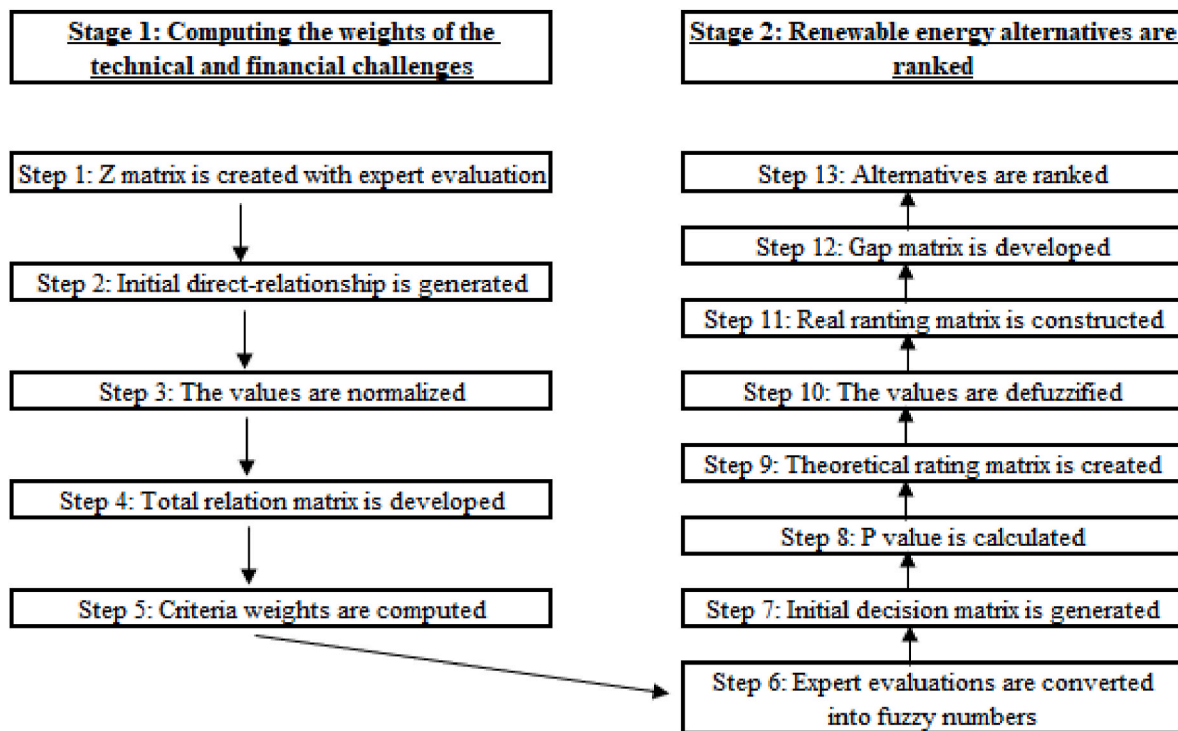 Stage 1: Computing the weights of the
technical and financial challenges
Step 1: Z matrix is created with expert evaluation
Step 2: Initial direct-relationship is generated
Step 3: The values are normalized
Step 4: Total relation matrix is developed
Step 5: Criteria weights are computed
Stage 2: Renewable energy alternatives are
ranked
Step 13: Alternatives are ranked
Step 12: Gap matrix is developed
Step 11: Real ranting matrix is constructed
Step 10: The values are defuzzified
Step 9: Theoretical rating matrix is created
Step 8: P value is calculated
Step 7: Initial decision matrix is generated
Step 6: Expert evaluations are converted
into fuzzy numbers